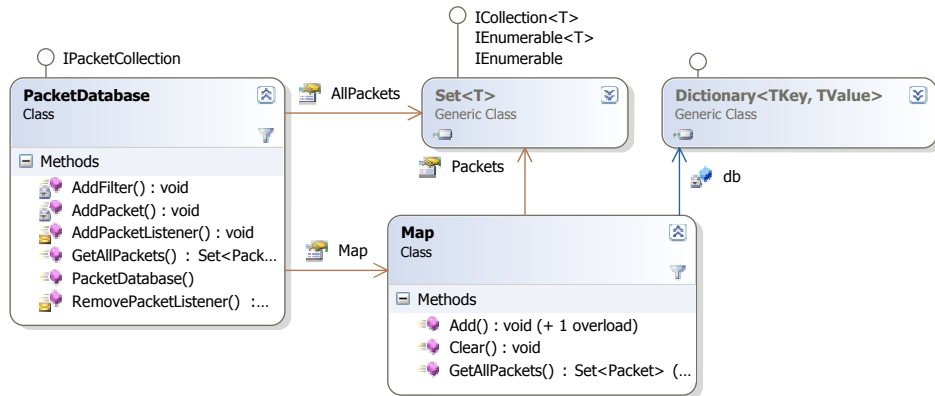 IPacketCollection
PacketDatabase
Class
Methods
AddFilter() : void
AddPacket() : void
AddPacketListener() : void
GetAllPackets() : Set<Pack...
PacketDatabase()
RemovePacketListener() :...
AllPackets
Map
ICollection<T>
IEnumerable<T>
IEnumerable
Set<T>
Generic Class
Packets
Dictionary<TKey, TValue>
Generic Class
db
Map
Class
Methods
Add() : void (+ 1 overload)
Clear() : void
GetAllPackets() : Set<Packet> (...